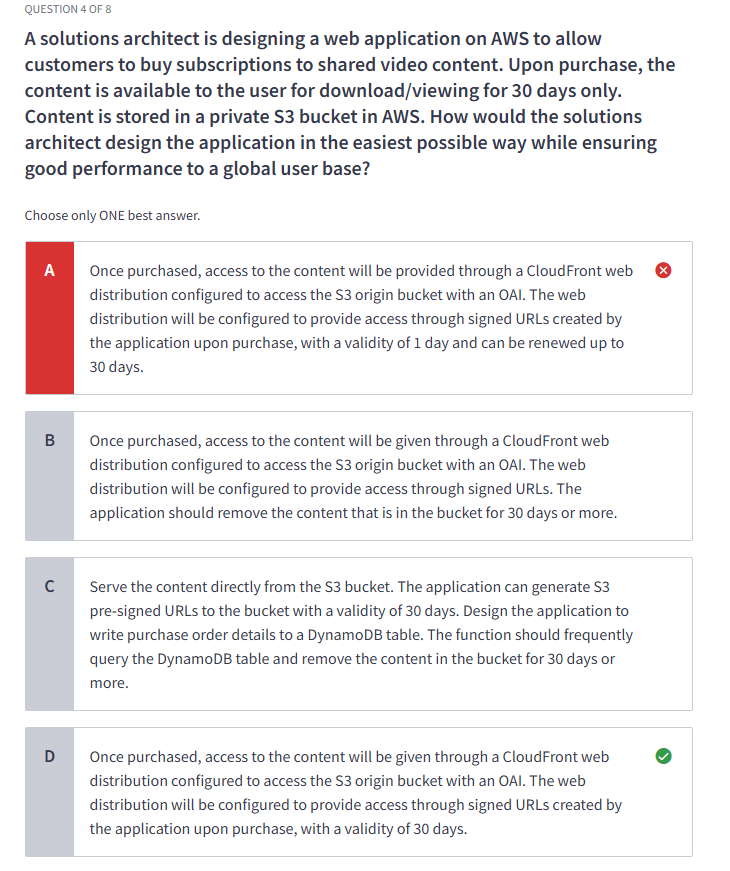 QUESTION 4 OF 8
A solutions architect is designing a web application on AWS to allow
customers to buy subscriptions to shared video content. Upon purchase, the
content is available to the user for download/viewing for 30 days only.
Content is stored in a private S3 bucket in AWS. How would the solutions
architect design the application in the easiest possible way while ensuring
good performance to a global user base?
Choose only ONE best answer.
A
Once purchased, access to the content will be provided through a CloudFront web
distribution configured to access the S3 origin bucket with an OAI. The web
distribution will be configured to provide access through signed URLs created by
the application upon purchase, with a validity of 1 day and can be renewed up to
30 days.
B
Once purchased, access to the content will be given through a CloudFront web
distribution configured to access the S3 origin bucket with an OAI. The web
distribution will be configured to provide access through signed URLs. The
application should remove the content that is in the bucket for 30 days or more.
C
Serve the content directly from the S3 bucket. The application can generate S3
pre-signed URLs to the bucket with a validity of 30 days. Design the application to
write purchase order details to a DynamoDB table. The function should frequently
query the DynamoDB table and remove the content in the bucket for 30 days or
more.
D
Once purchased, access to the content will be given through a CloudFront web
distribution configured to access the S3 origin bucket with an OAI. The web
distribution will be configured to provide access through signed URLs created by
the application upon purchase, with a validity of 30 days.